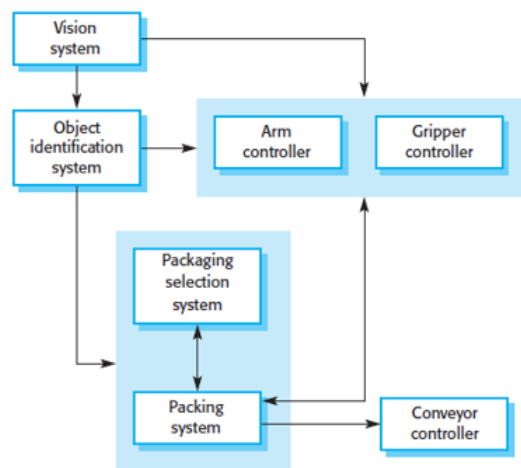 Vision
system
Object
identification
system
Arm
controller
Gripper
controller
Packaging
selection
system
Packing
system
Conveyor
controller